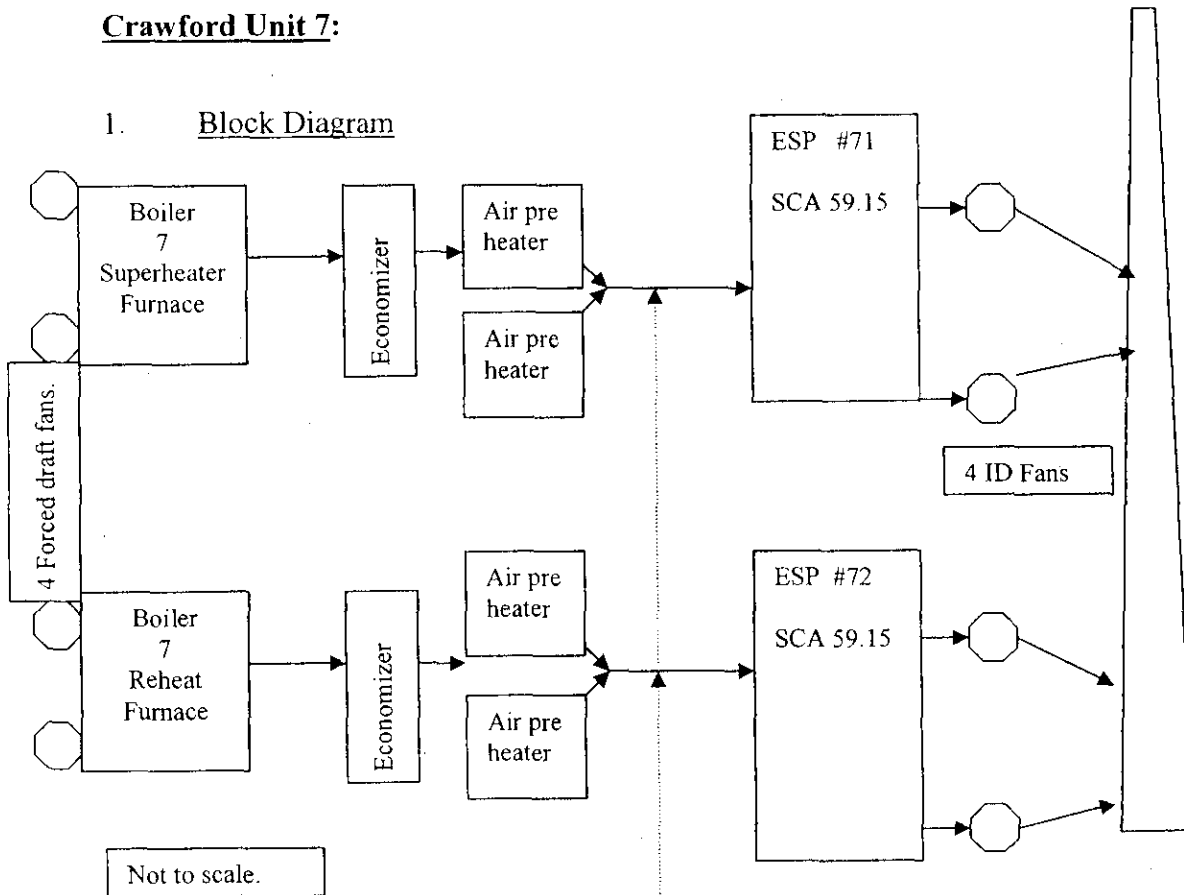 Crawford Unit 7:
1. Block Diagram
Boiler
7
Superheater
Furnace
Economizer
Air pre
heater
Air pre
heater
ESP #71
SCA 59.15
4 Forced draft fans.
4 ID Fans
Boiler
7
Reheat
Furnace
Economizer
Air pre
heater
Air pre
heater
ESP #72
SCA 59.15
Not to scale.